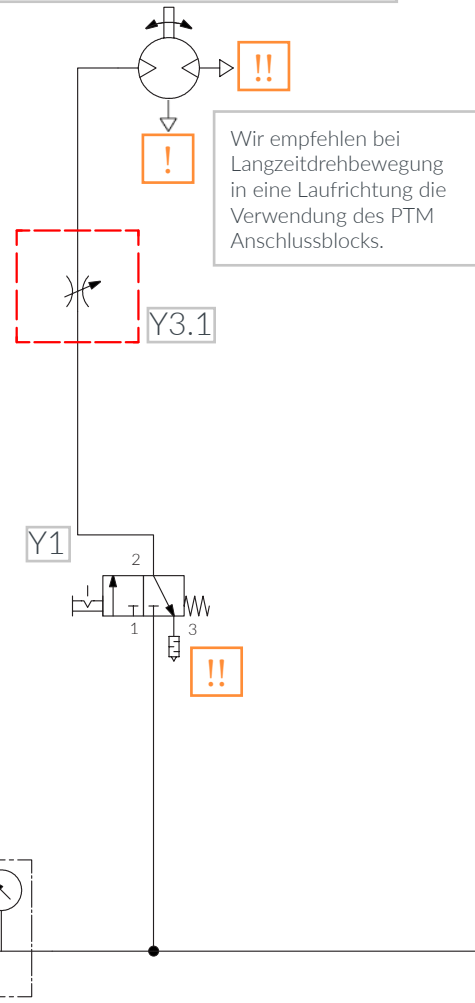 !!
!
Wir empfehlen bei
Langzeitdrehbewegung
in eine Laufrichtung die
Verwendung des PTM
Anschlussblocks.
Y3.1
Y1
2
1
3
!!